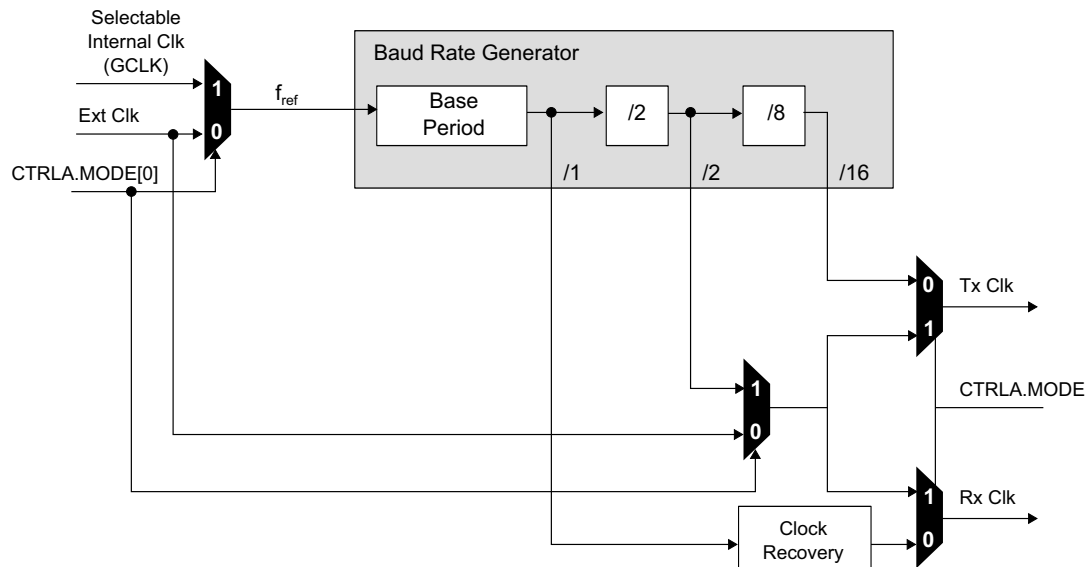 Selectable
Internal Clk
(GCLK)
Ext Clk
CTRLA.MODE[0]
1
0
fref
Baud Rate Generator
Base
Period
/2
/8
/1
/2
/16
0
1
Tx Clk
CTRLA.MODE
1
0
1
0
Rx Clk
Clock
Recovery